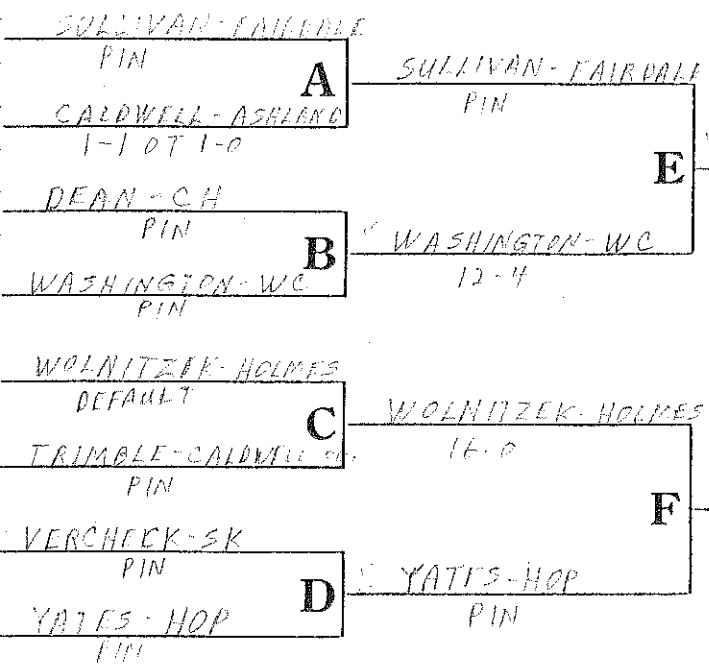 SULLIVAN-FAIRDALE
PIN
A
CALDWELL-ASHLAND
1-1 OT 1-0
DEAN-CH
PIN
B
WASHINGTON-WC
PIN
WOLNITZEK-HOLMES
DEFAULT
C
TRIMBLE-CALDWELL
PIN
VERCHECK-SK
PIN
D
YATES-HOP
PIN
SULLIVAN-FAIRDALE
PIN
E
WASHINGTON-WC
12-4
WOLNITZEK-HOLMES
16-0
F
YATES-HOP
PIN